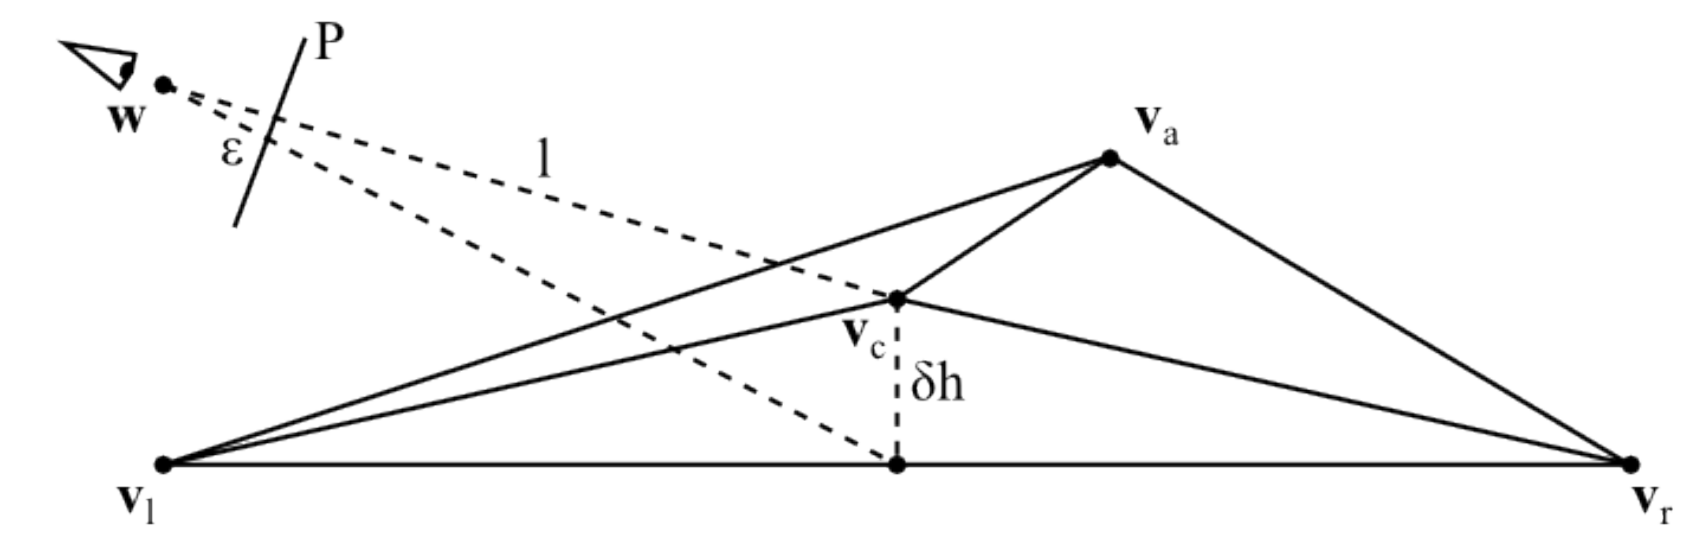 P
w
ε
l
v_a
v_c
δh
v_l
v_r